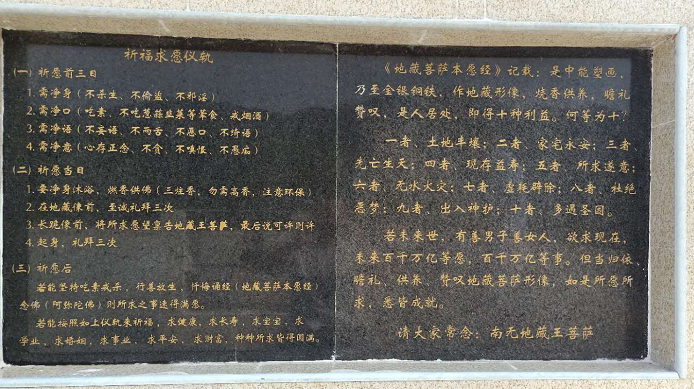 祈福求愿仪轨
(一) 祈愿前三日
1. 需净身 (不杀生、不偷盗、不邪淫)
2. 需净口 (吃素、不吃葱蒜韭菜等荤食、戒烟酒)
3. 需净语 (不妄语、不两舌、不恶口、不绮语)
4. 需净意 (心存正念、不贪、不嗔恨、不愚痴)
(二) 祈愿当日
1. 要净身沐浴、燃香供佛 (三炷香，勿需高香，注意环保)
2. 在地藏像前、至诚礼拜三次
3. 长跪像前，将所求愿望禀告地藏王菩萨，最后说可许则许
4. 起身，礼拜三次
(三) 祈愿后
若能坚持吃素戒杀，行善放生，忏悔诵经 (地藏菩萨本愿经)
念佛 (阿弥陀佛) 则所求之事速得满愿。
若能按照如上仪轨来祈福，求健康、求长寿，求宝宝、求
学业，求婚姻、求事业、求平安、求财富，种种所求皆得圆满。
《地藏菩萨本愿经》记载：是中能塑画，
乃至金银铜铁，作地藏形像、烧香供养，瞻礼
赞叹，是人居处，即得十种利益。何等为十？
一者、土地丰壤；二者、家宅永安；三者、
先亡生天；四者、现存益寿；五者、所求遂意；
六者、无水火灾；七者、虚耗辟除；八者、杜绝
恶梦；九者、出入神护；十者、多遇圣因。
若未来世，有善男子善女人，欲求现在，
未来百千万亿等愿，百千万亿等事。但当归依、
瞻礼、供养、赞叹地藏菩萨形像，如是所愿所
求，悉皆成就。
请大家常念：南无地藏王菩萨